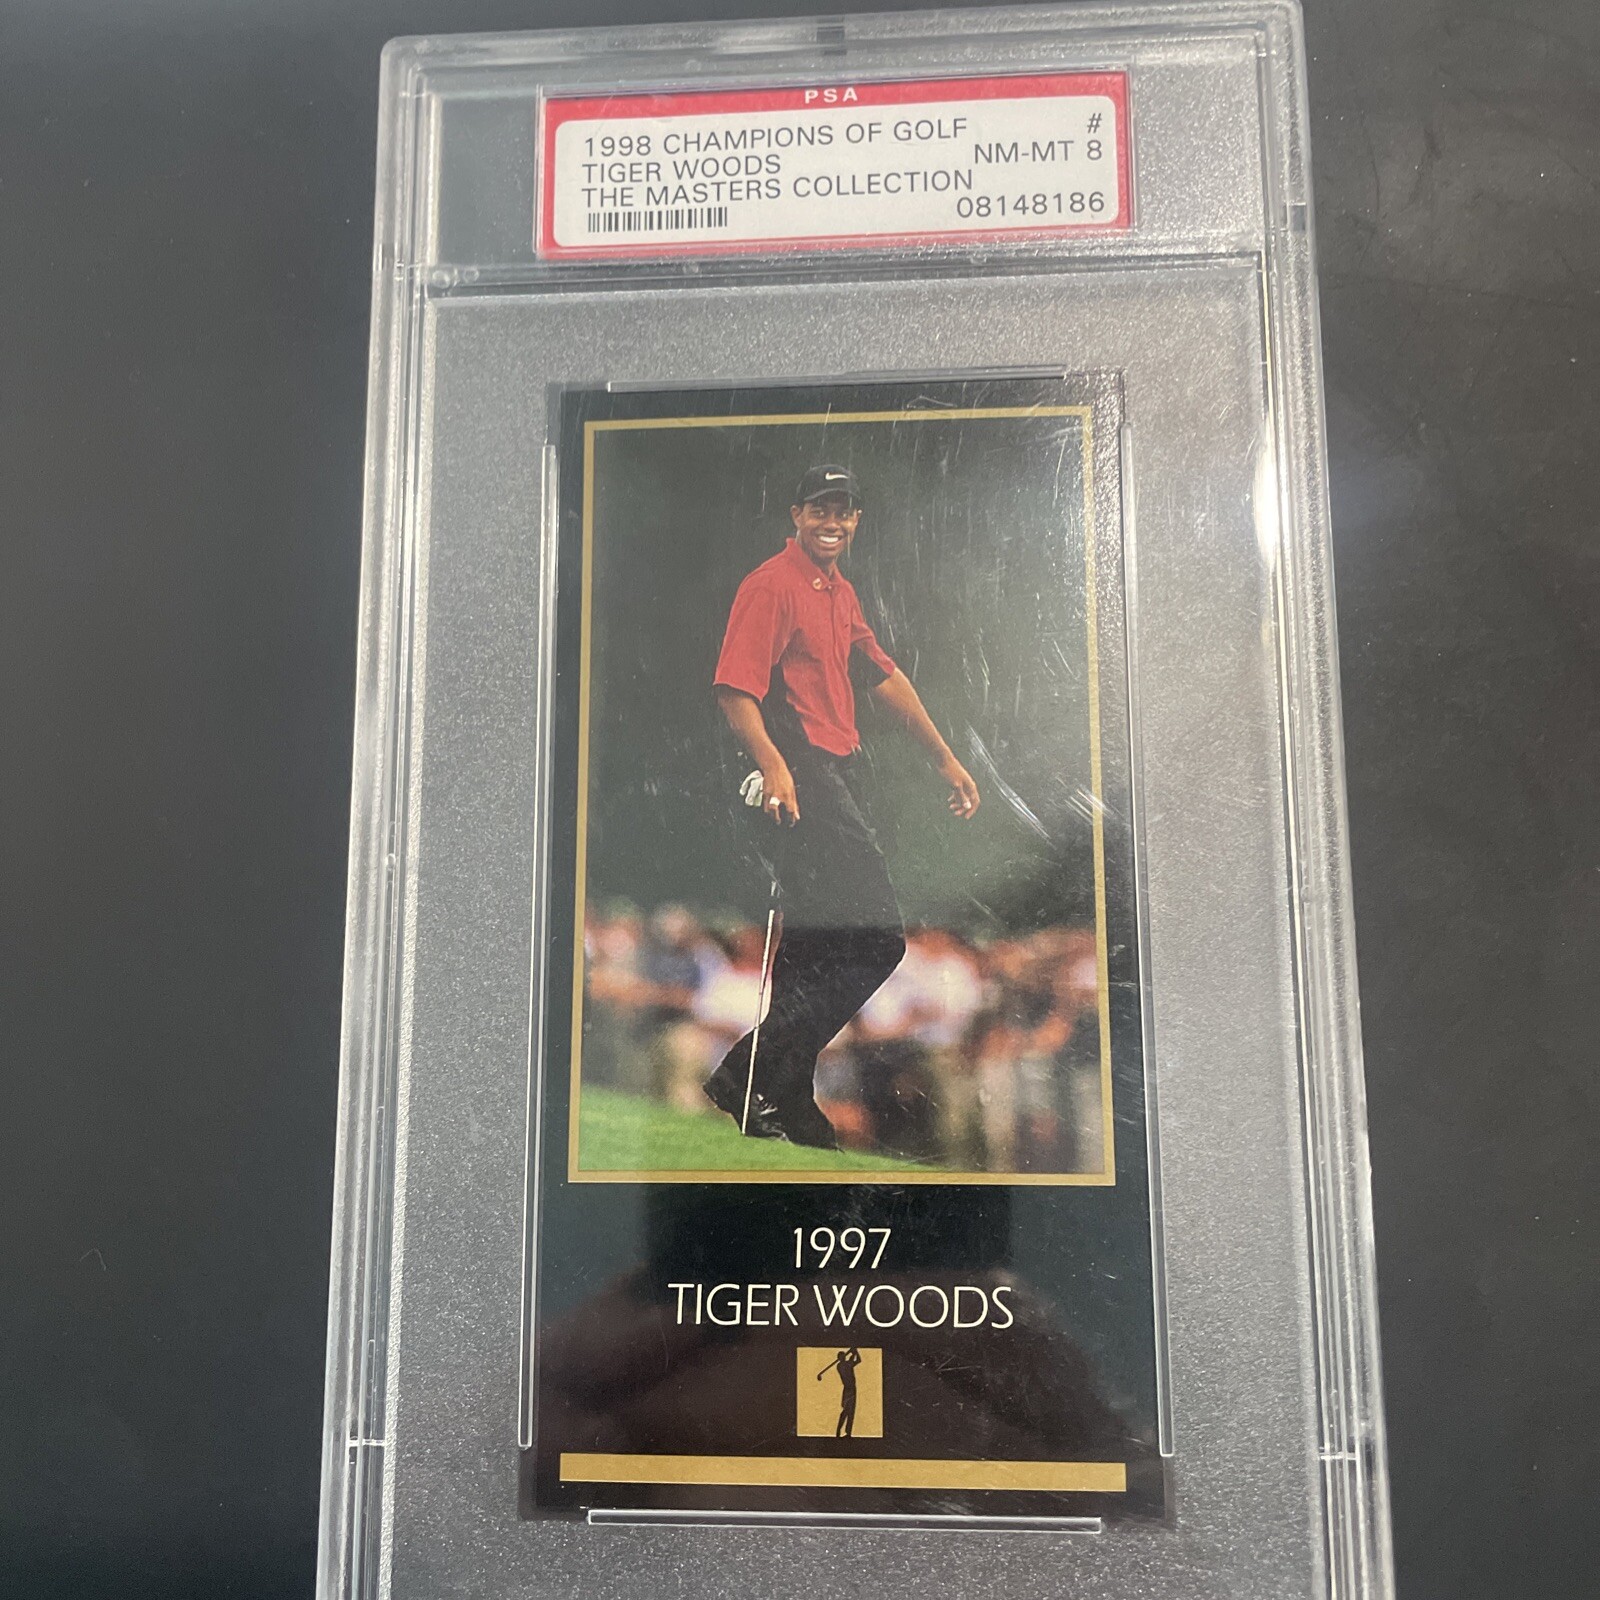 PSA
1998 CHAMPIONS OF GOLF #
TIGER WOODS NM-MT 8
THE MASTERS COLLECTION
08148186
1997
TIGER WOODS